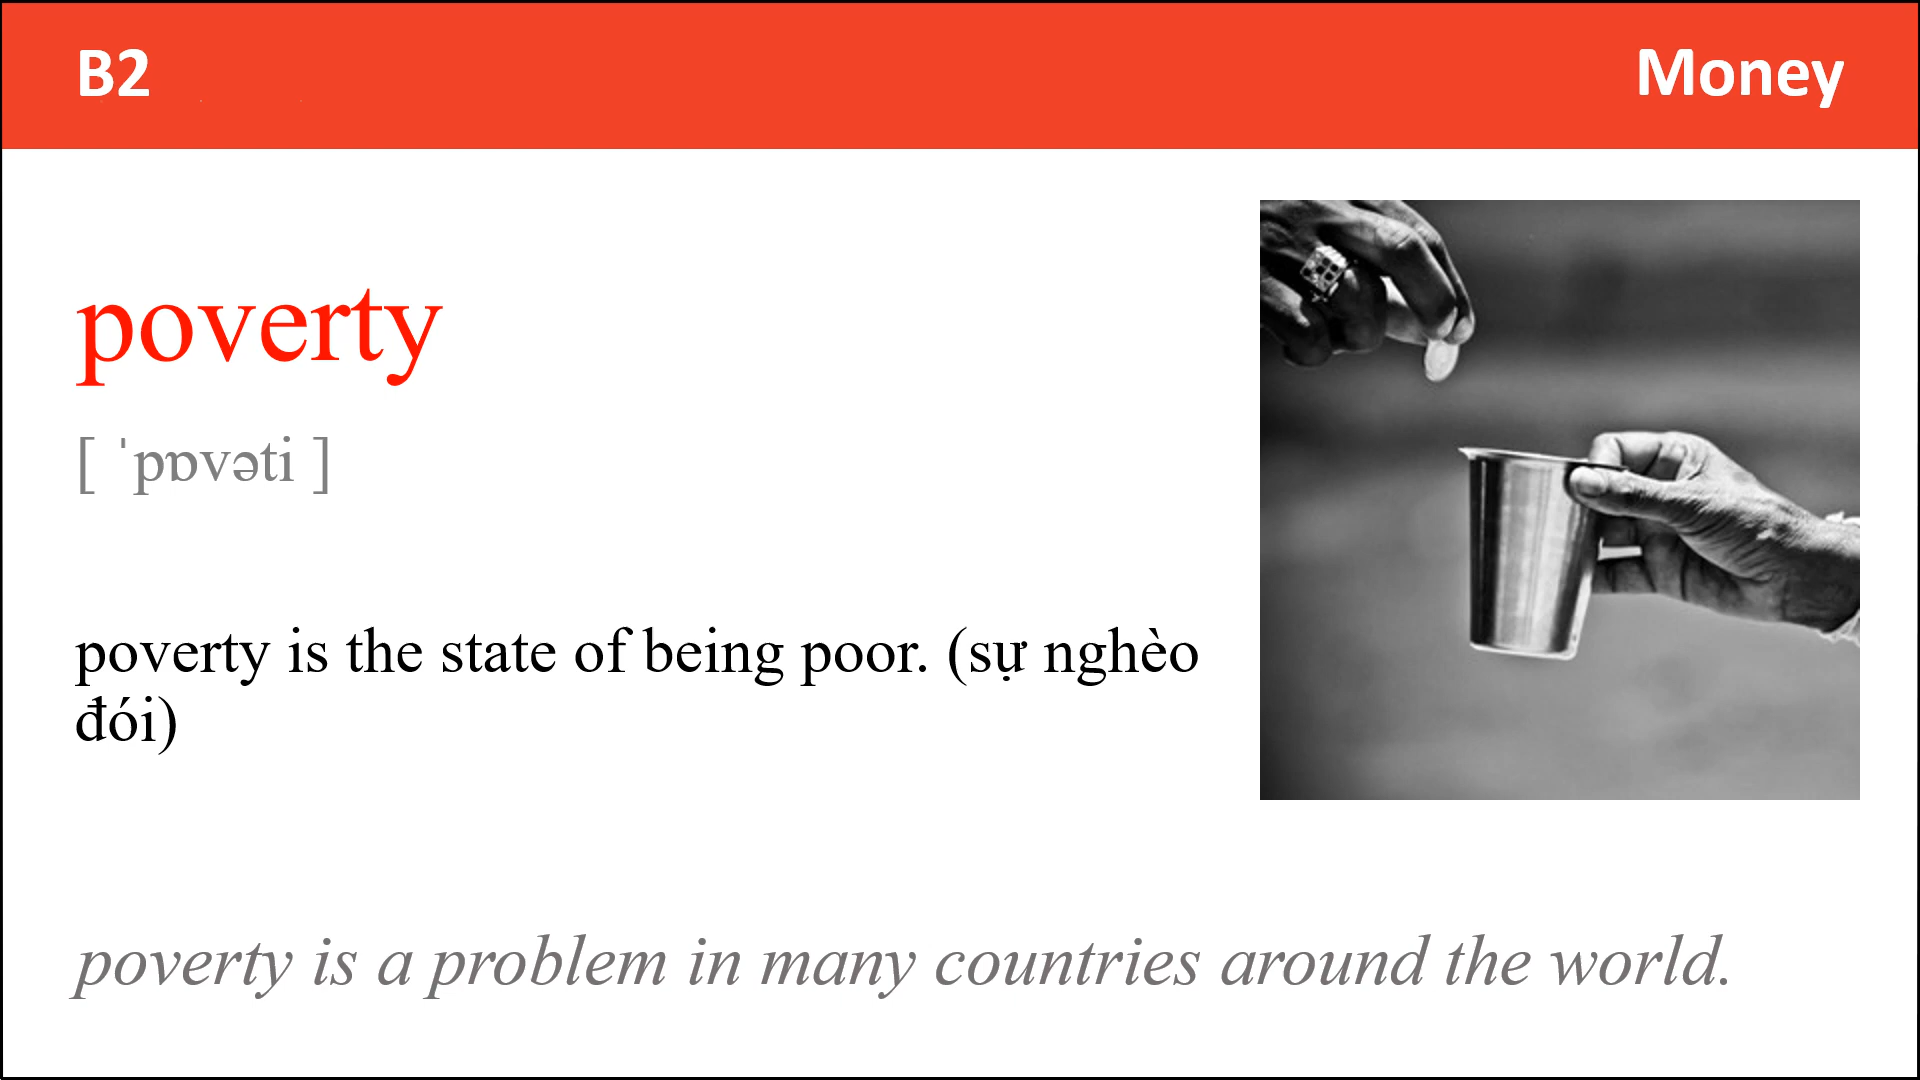 B2
Money
poverty
[ ˈpɒvəti ]
poverty is the state of being poor. (sự nghèo
đói)
poverty is a problem in many countries around the world.